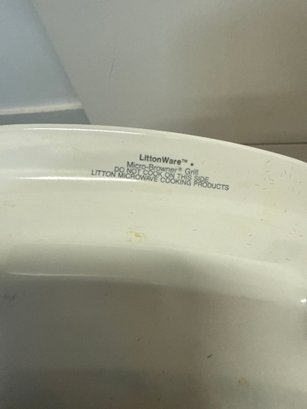 LittonWare™
Micro-Browner® Grill
DO NOT COOK ON THIS SIDE
LITTON MICROWAVE COOKING PRODUCTS